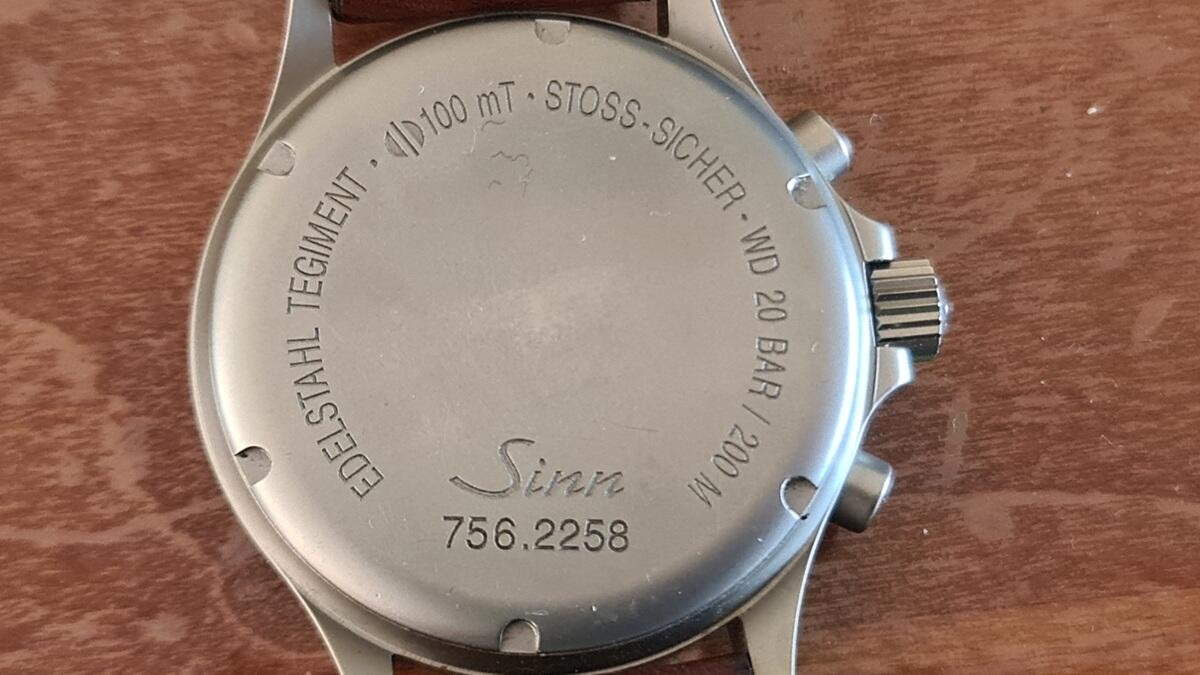 EDELSTAHL TEGIMENT · 100 mT · STOSS-SICHER - WD 20 BAR / 200 M
Sinn
756.2258